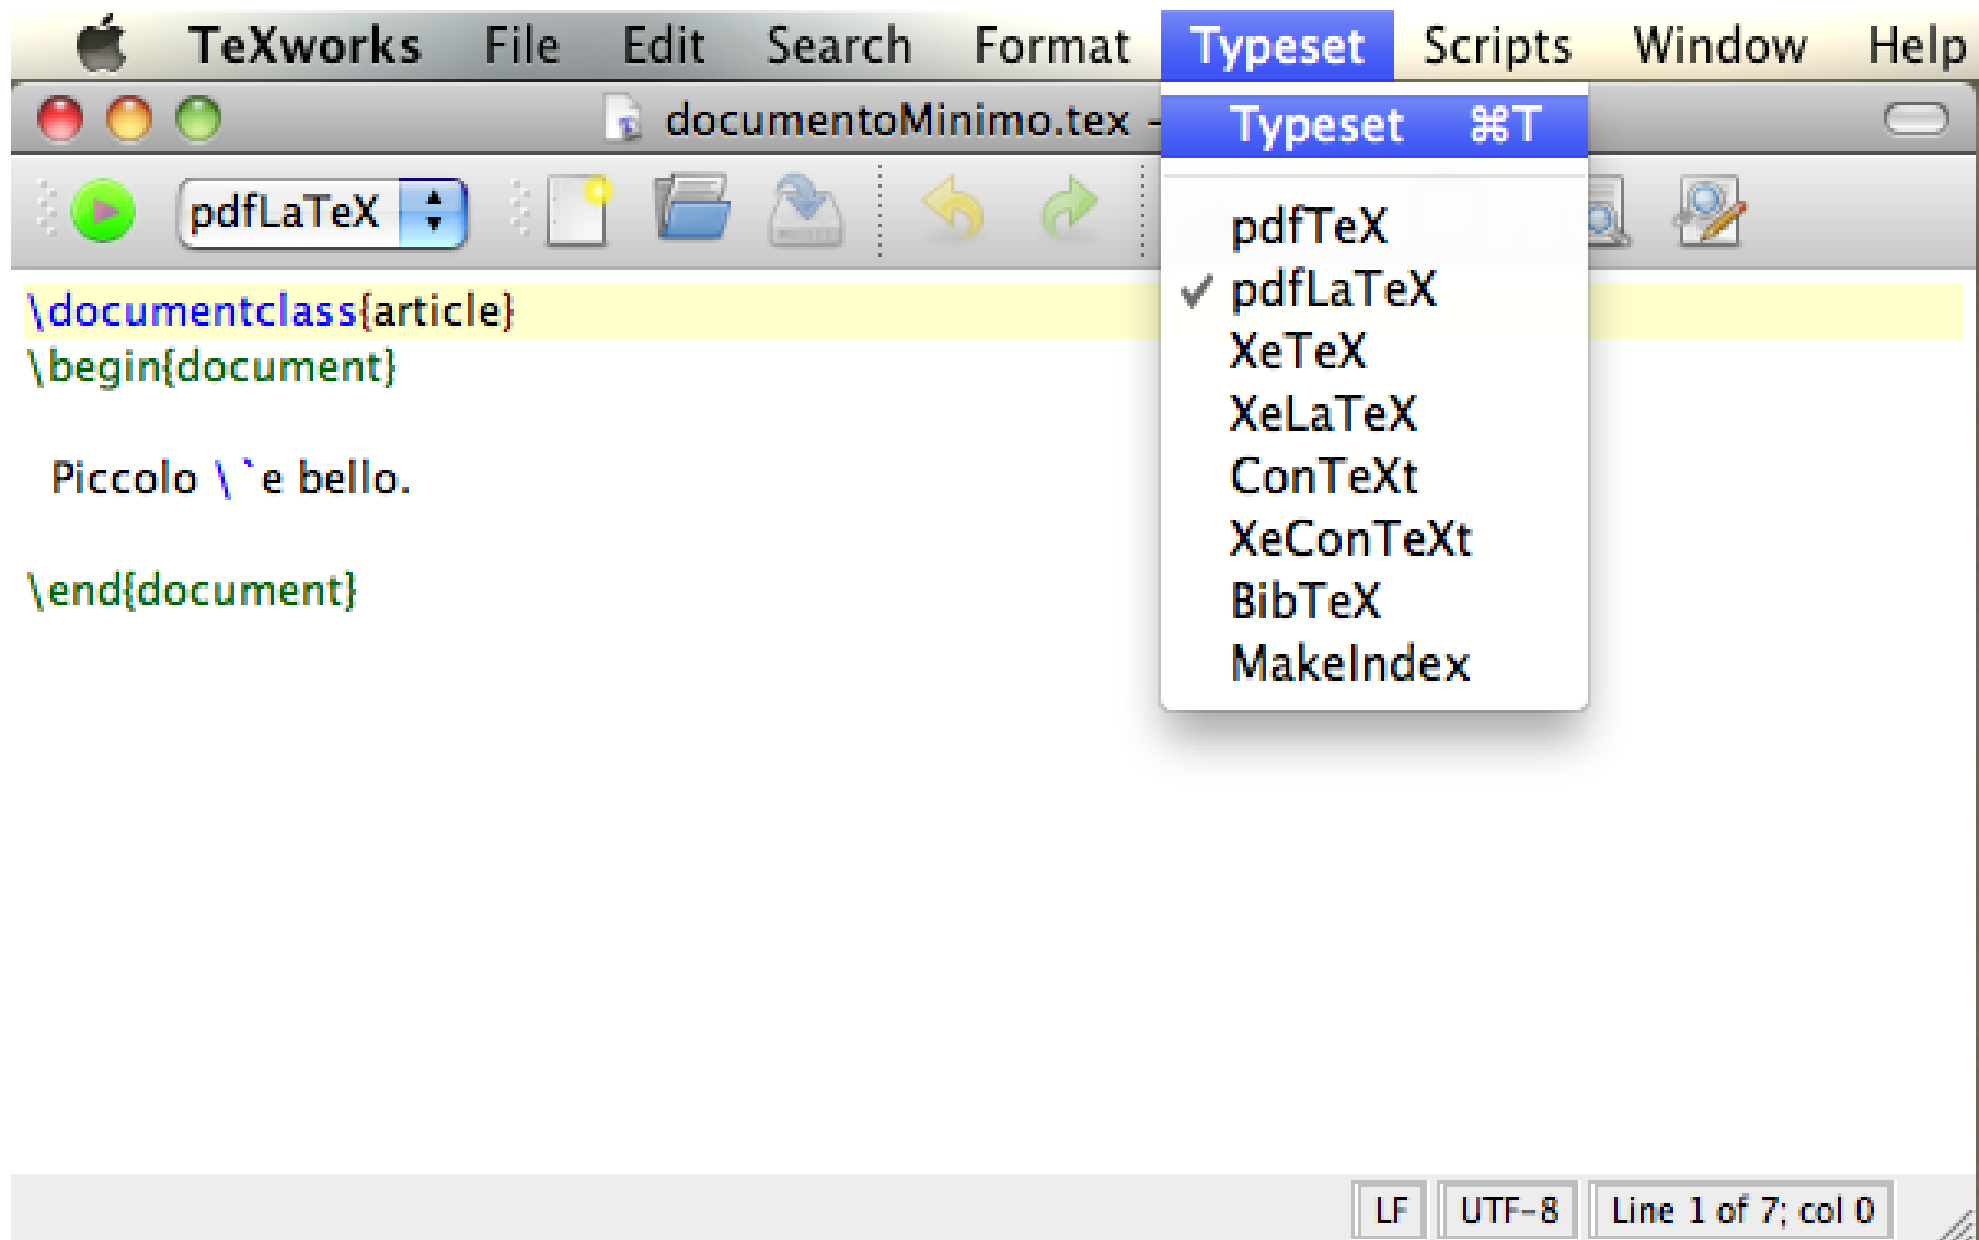 TeXworks File Edit Search Format Typeset Scripts Window Help
documentoMinimo.tex -
Typeset ⌘T
pdfLaTeX
pdfTeX
✓ pdfLaTeX
XeTeX
XeLaTeX
ConTeXt
XeConTeXt
BibTeX
MakeIndex
\documentclass{article}
\begin{document}
Piccolo \`e bello.
\end{document}
LF UTF-8 Line 1 of 7; col 0